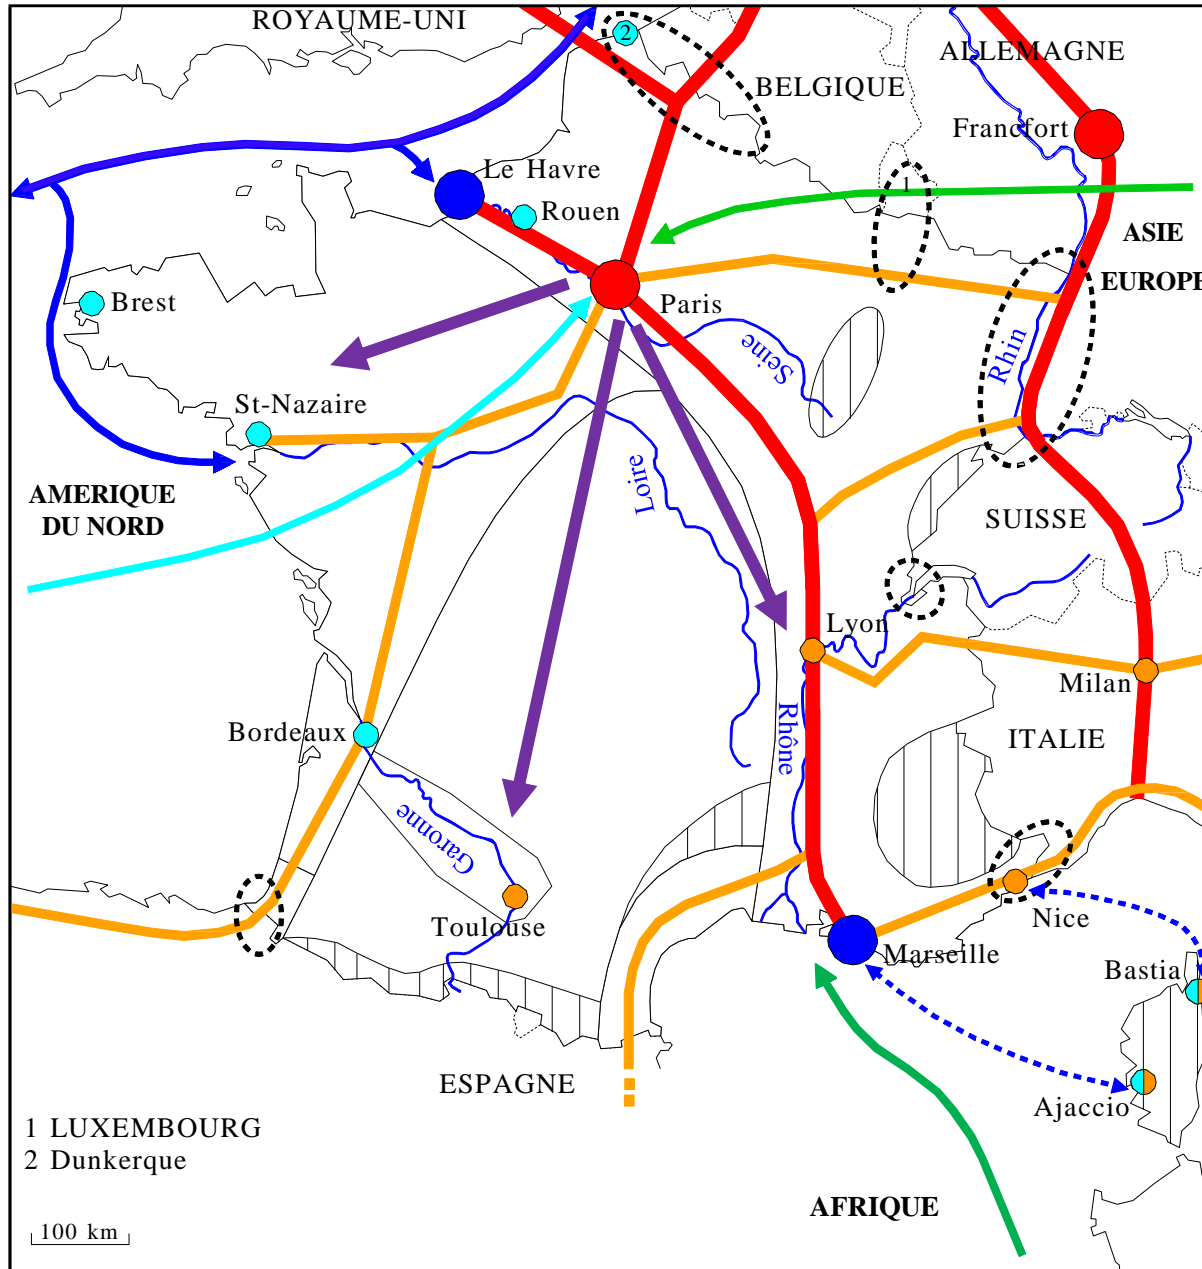 ROYAUME-UNI
2
ALLEMAGNE
BELGIQUE
Francfort
Le Havre
1
Rouen
ASIE
EUROPE
Brest
Paris
Seine
Rhin
St-Nazaire
Loire
AMÉRIQUE
DU NORD
SUISSE
Lyon
Milan
Bordeaux
Rhône
ITALIE
Garonne
Toulouse
Nice
Marseille
Bastia
ESPAGNE
Ajaccio
1 LUXEMBOURG
2 Dunkerque
AFRIQUE
100 km